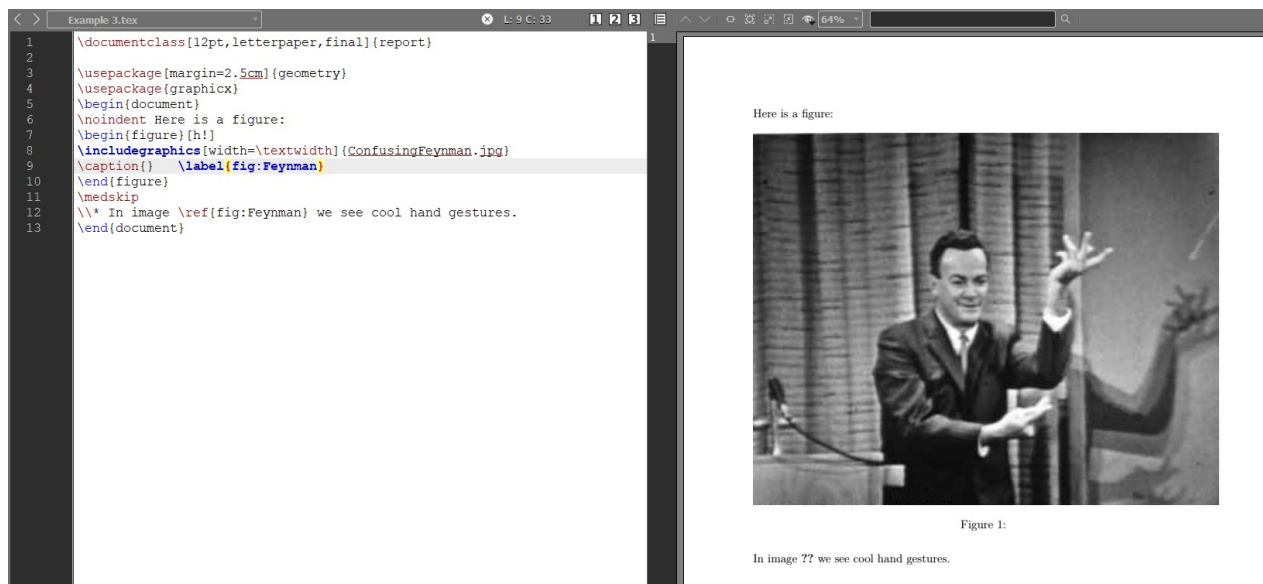 Example 3.tex
L: 9 C: 33
1 2 3
64%
1 \documentclass[12pt,letterpaper,final]{report}
2
3 \usepackage[margin=2.5cm]{geometry}
4 \usepackage{graphicx}
5 \begin{document}
6 \noindent Here is a figure:
7 \begin{figure}[h!]
8 \includegraphics[width=\textwidth]{ConfusingFeynman.jpg}
9 \caption{} \label{fig:Feynman}
10 \end{figure}
11 \medskip
12 \\* In image \ref{fig:Feynman} we see cool hand gestures.
13 \end{document}
1
Here is a figure:
Figure 1:
In image ?? we see cool hand gestures.